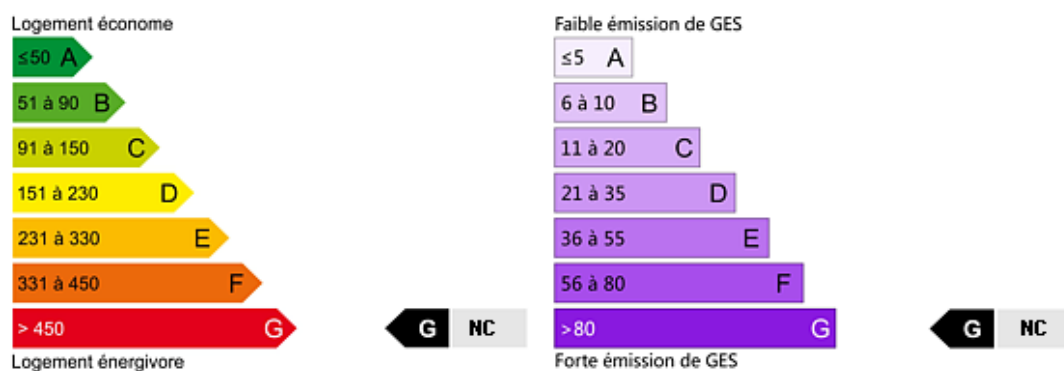 Logement économe
≤50 A
51 à 90 B
91 à 150 C
151 à 230 D
231 à 330 E
331 à 450 F
> 450 G
G NC
Logement énergivore
Faible émission de GES
≤5 A
6 à 10 B
11 à 20 C
21 à 35 D
36 à 55 E
56 à 80 F
>80 G
G NC
Forte émission de GES